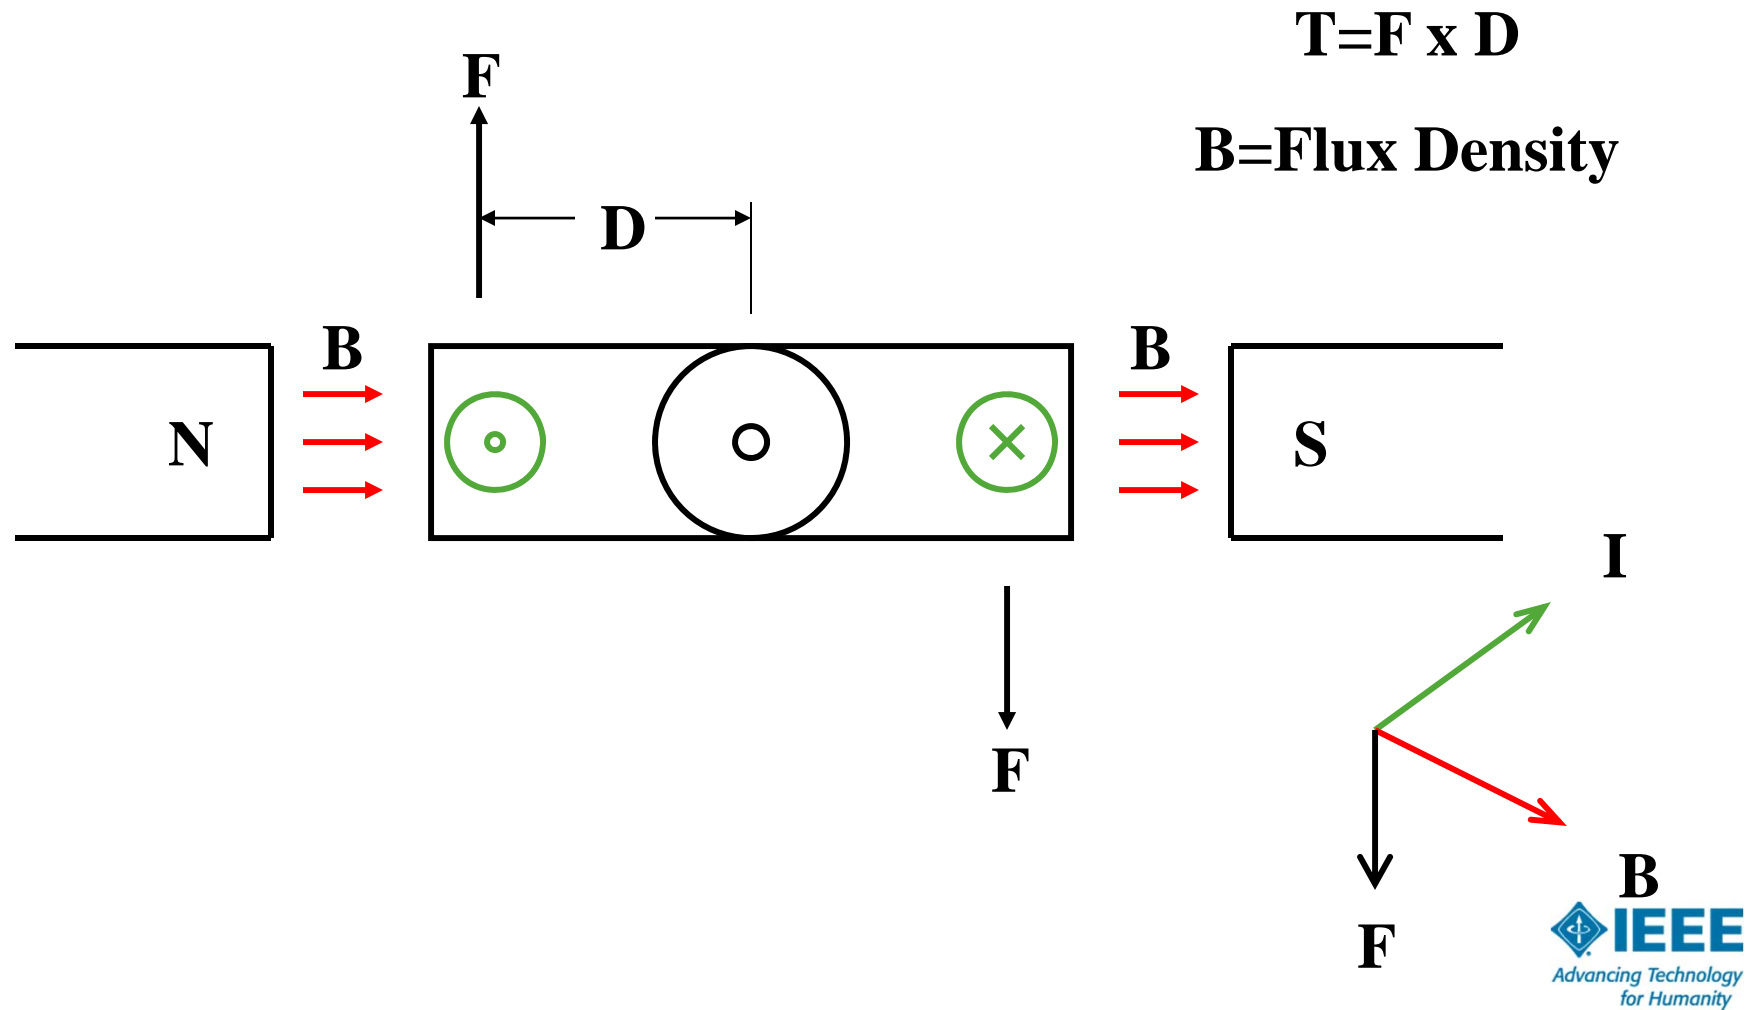 T=F x D
F
B=Flux Density
D
B
B
N
S
I
F
B
F
IEEE
Advancing Technology
for Humanity